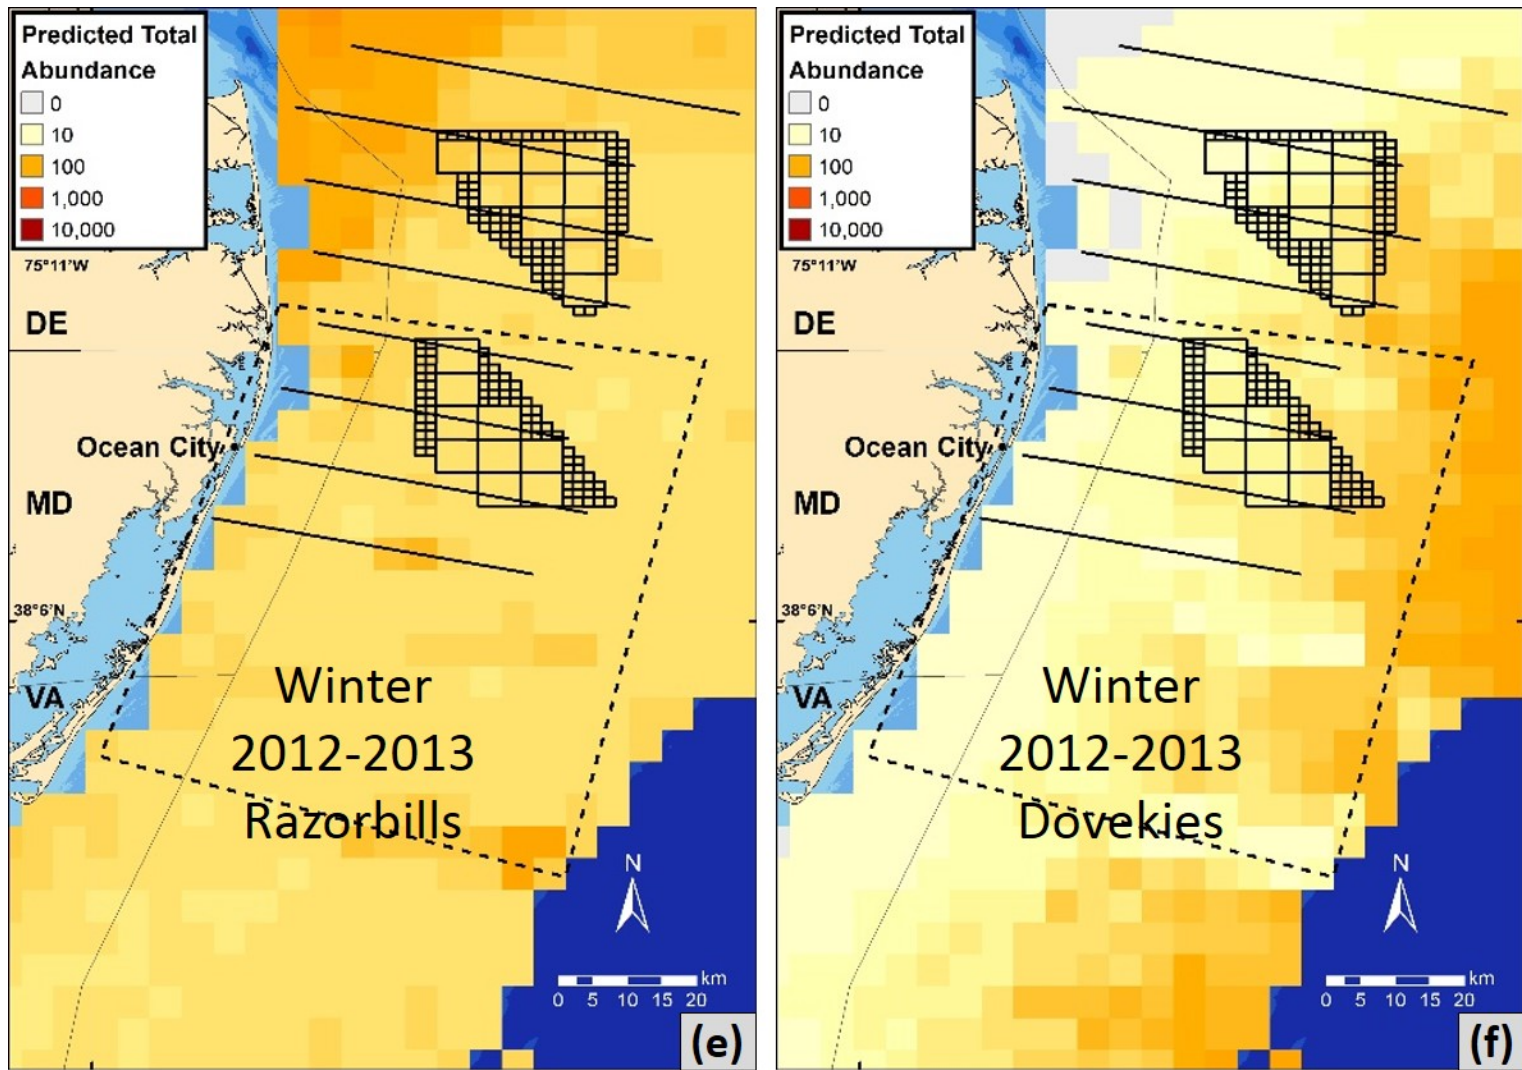 Predicted Total
Abundance
0
10
100
1,000
10,000
75°11'W
DE
Ocean City
MD
38°6'N
VA
Winter
2012-2013
Razorbills
N
km
0 5 10 15 20
(e)
Predicted Total
Abundance
0
10
100
1,000
10,000
75°11'W
DE
Ocean City
MD
38°6'N
VA
Winter
2012-2013
Dovekies
N
km
0 5 10 15 20
(f)